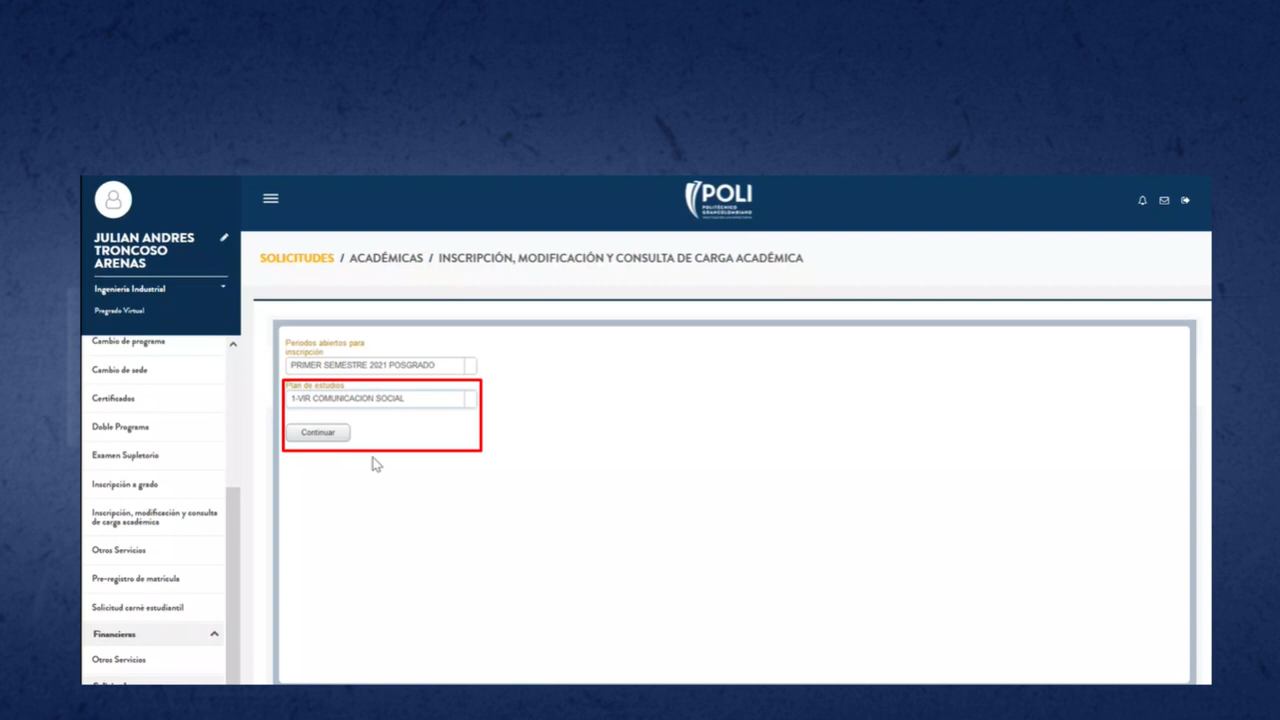 POLI
POLITÉCNICO
GRANCOLOMBIANO
JULIAN ANDRES
TRONCOSO
ARENAS
Ingeniería Industrial
Pregrado Virtual
SOLICITUDES / ACADÉMICAS / INSCRIPCIÓN, MODIFICACIÓN Y CONSULTA DE CARGA ACADÉMICA
Cambio de programa
Cambio de sede
Certificados
Doble Programa
Examen Supletorio
Inscripción a grado
Inscripción, modificación y consulta
de carga académica
Otros Servicios
Pre-registro de matrícula
Solicitud carné estudiantil
Financieras
Otros Servicios
Periodos abiertos para
inscripción
PRIMER SEMESTRE 2021 POSGRADO
Plan de estudios
1-VIR COMUNICACION SOCIAL
Continuar